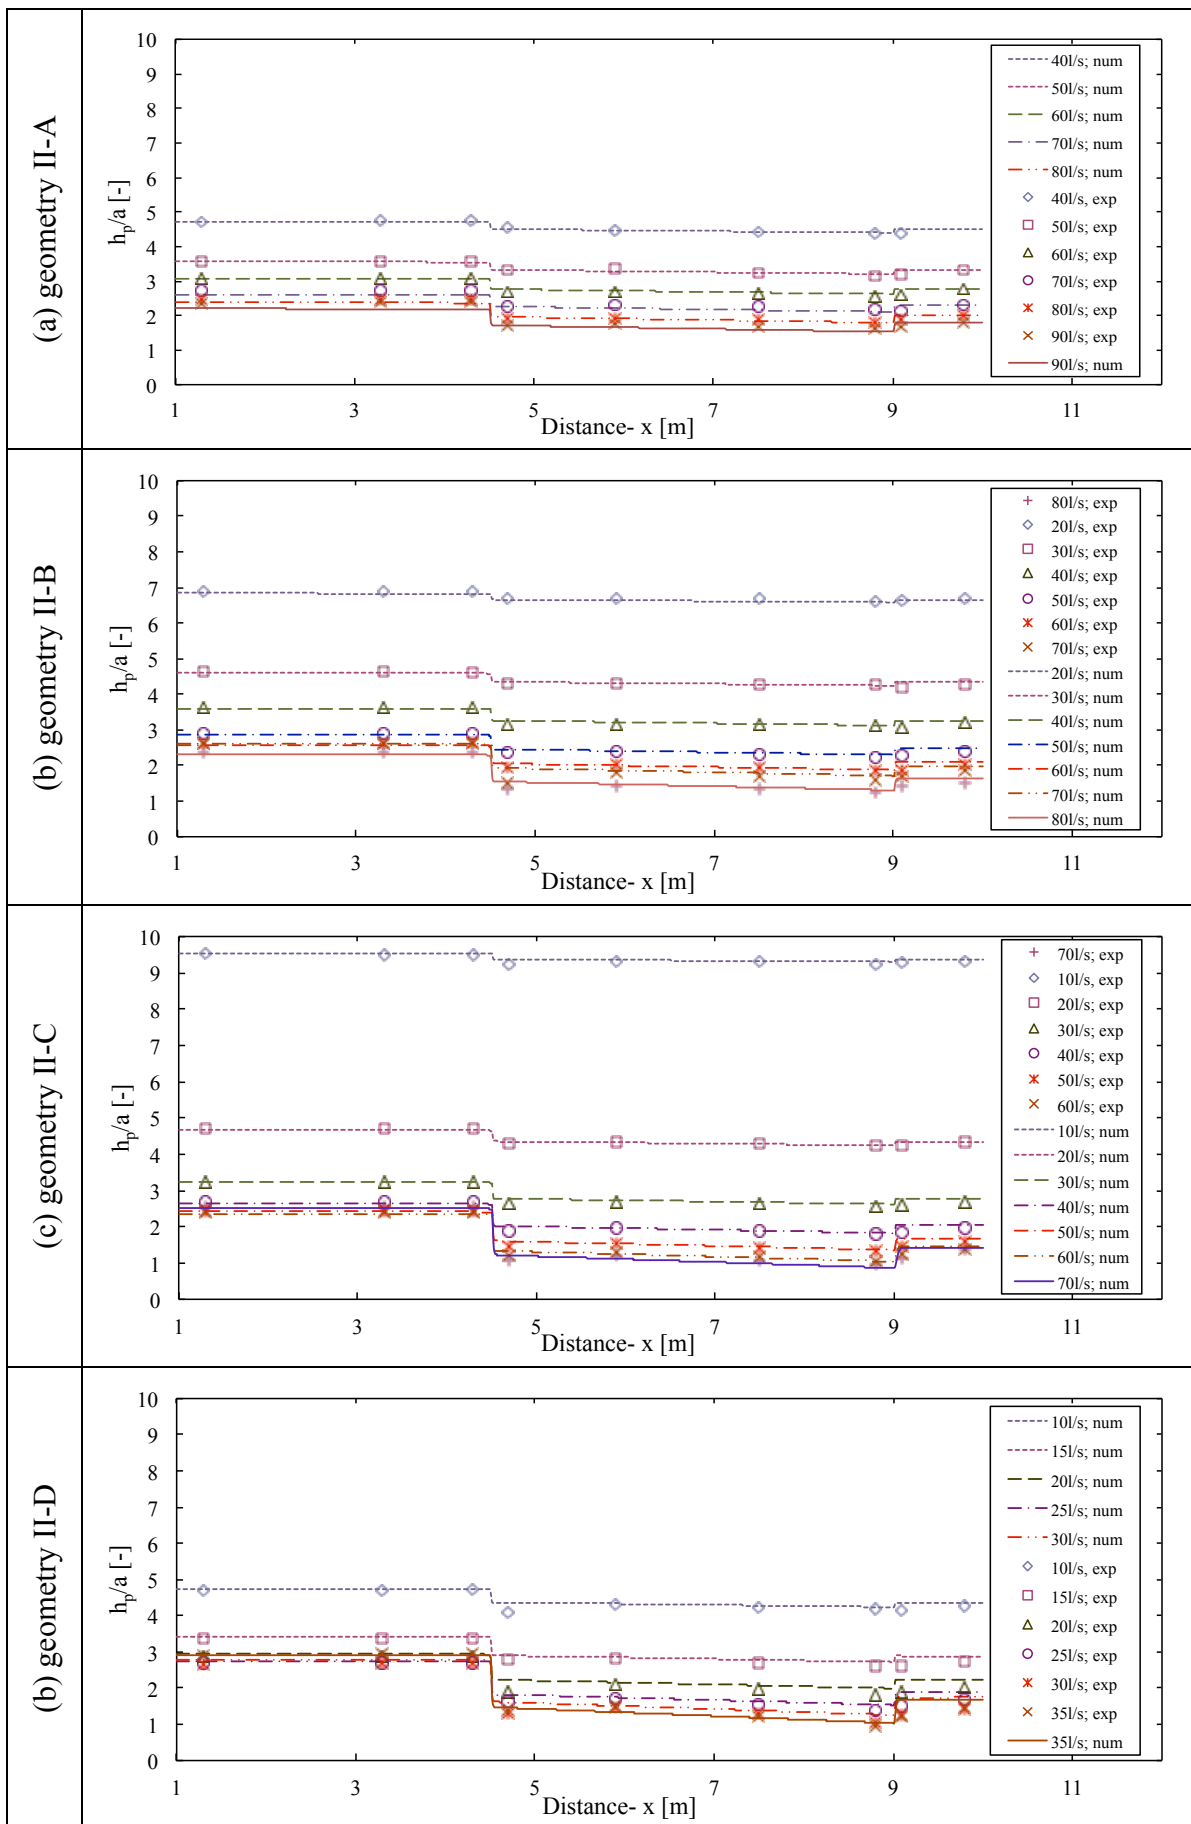 (a) geometry II-A
10
9
8
7
6
5
4
3
2
1
0
hp/a [-]
1
3
5
7
9
11
Distance- x [m]
40l/s; num
50l/s; num
60l/s; num
70l/s; num
80l/s; num
40l/s, exp
50l/s; exp
60l/s; exp
70l/s; exp
80l/s; exp
90l/s; exp
90l/s; num
(b) geometry II-B
10
9
8
7
6
5
4
3
2
1
0
hp/a [-]
1
3
5
7
9
11
Distance- x [m]
80l/s; exp
20l/s, exp
30l/s; exp
40l/s; exp
50l/s; exp
60l/s; exp
70l/s; exp
20l/s; num
30l/s; num
40l/s; num
50l/s; num
60l/s; num
70l/s; num
80l/s; num
(c) geometry II-C
10
9
8
7
6
5
4
3
2
1
0
hp/a [-]
1
3
5
7
9
11
Distance- x [m]
70l/s; exp
10l/s, exp
20l/s; exp
30l/s; exp
40l/s; exp
50l/s; exp
60l/s; exp
10l/s; num
20l/s; num
30l/s; num
40l/s; num
50l/s; num
60l/s; num
70l/s; num
(b) geometry II-D
10
9
8
7
6
5
4
3
2
1
0
hp/a [-]
1
3
5
7
9
11
Distance- x [m]
10l/s; num
15l/s; num
20l/s; num
25l/s; num
30l/s; num
10l/s, exp
15l/s; exp
20l/s; exp
25l/s; exp
30l/s; exp
35l/s; exp
35l/s; num